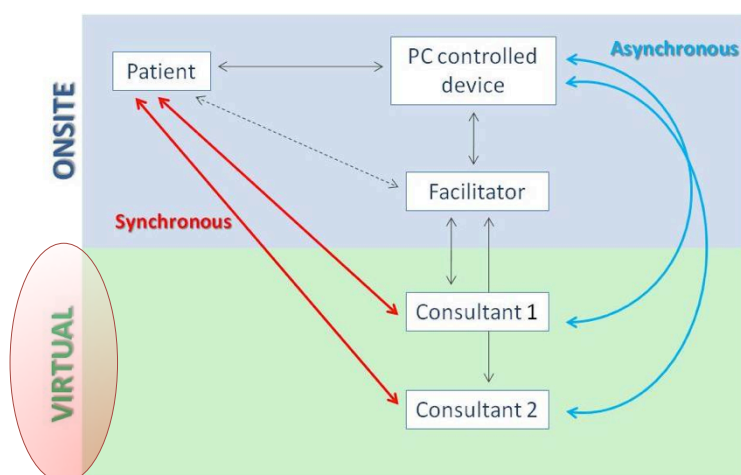 ONSITE
Patient
PC controlled
device
Asynchronous
Facilitator
Synchronous
VIRTUAL
Consultant 1
Consultant 2